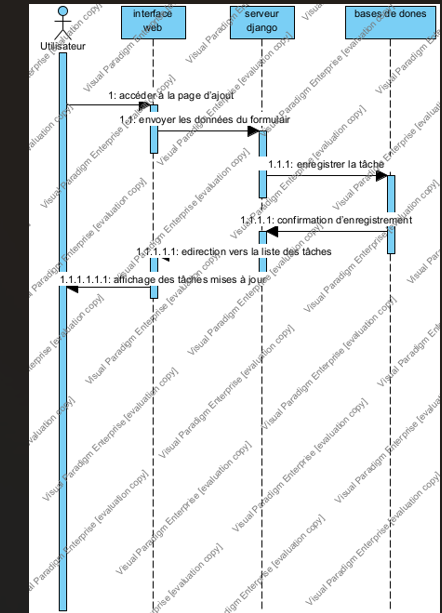 interface
web
serveur
django
bases de dones
Utilisateur
1: accéder à la page d'ajout
1.1: envoyer les données du formulair
1.1.1: enregistrer la tâche
1.1.1.1: confirmation d'enregistrement
1.1.1.1.1: edirection vers la liste des tâches
1.1.1.1.1.1: affichage des tâches mises à jour
Visual Paradigm Enterprise [evaluation copy]